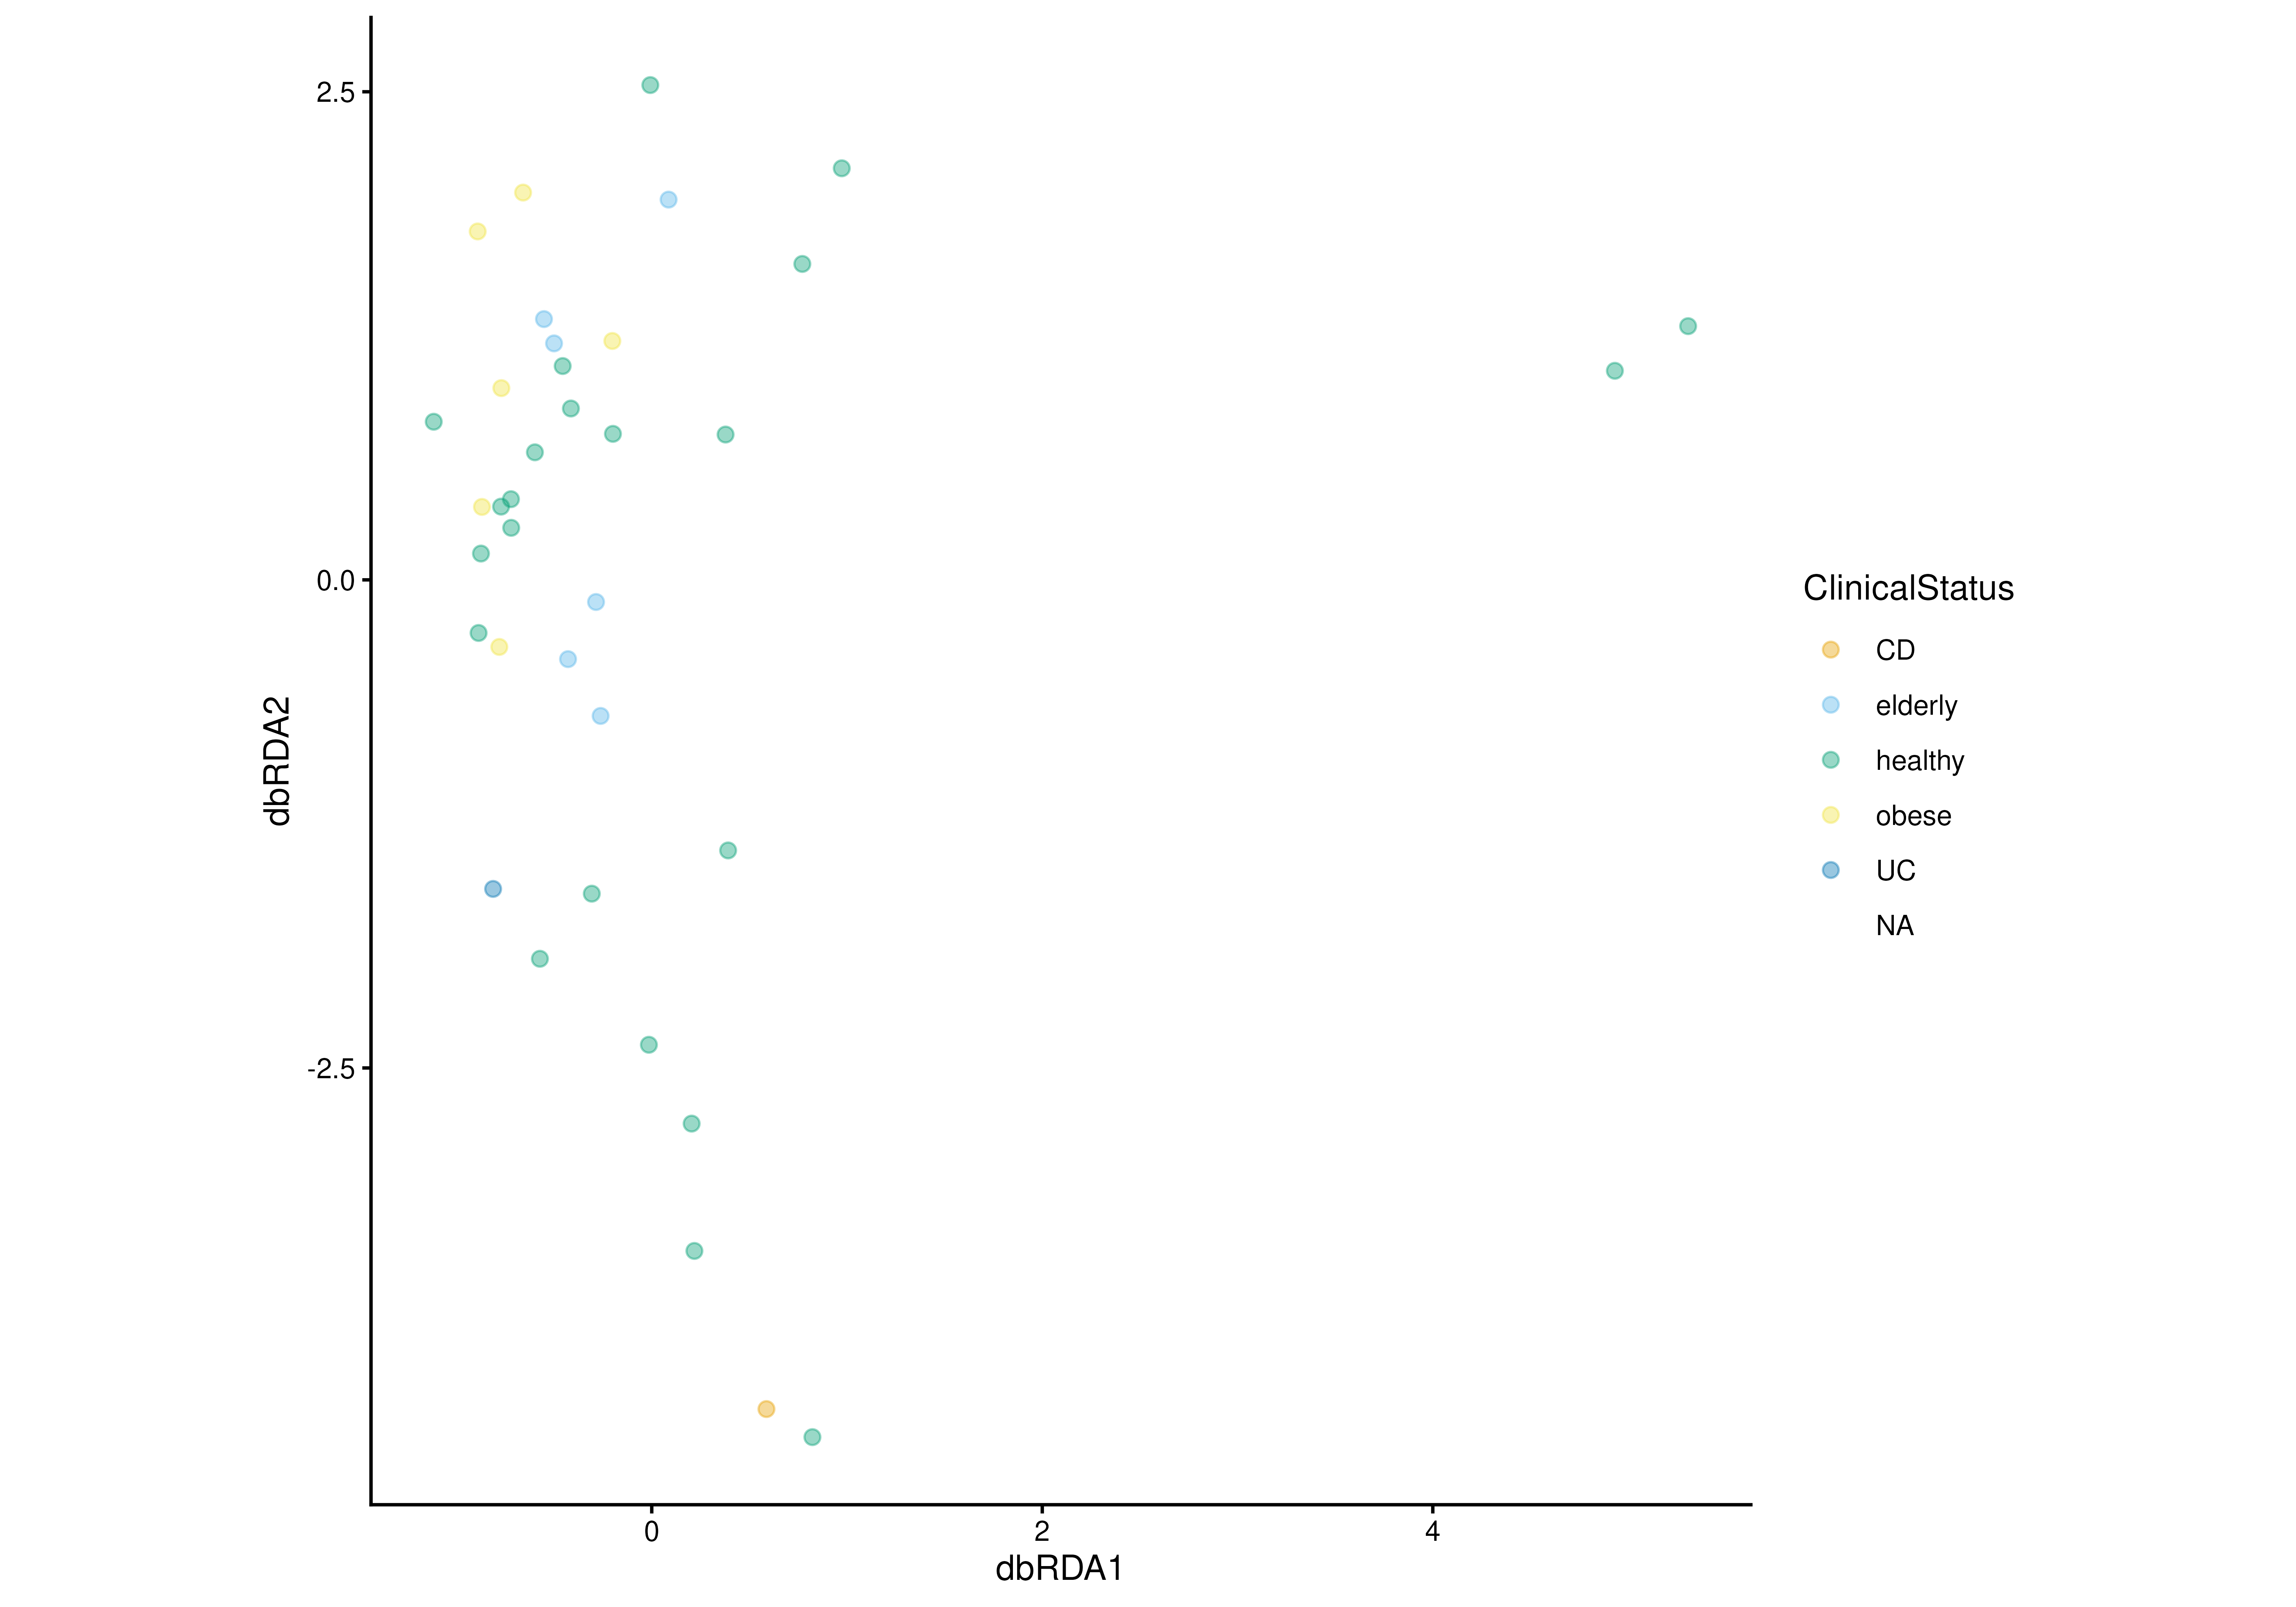 2.5
0.0
-2.5
dbRDA2
0
2
4
dbRDA1
ClinicalStatus
CD
elderly
healthy
obese
UC
NA